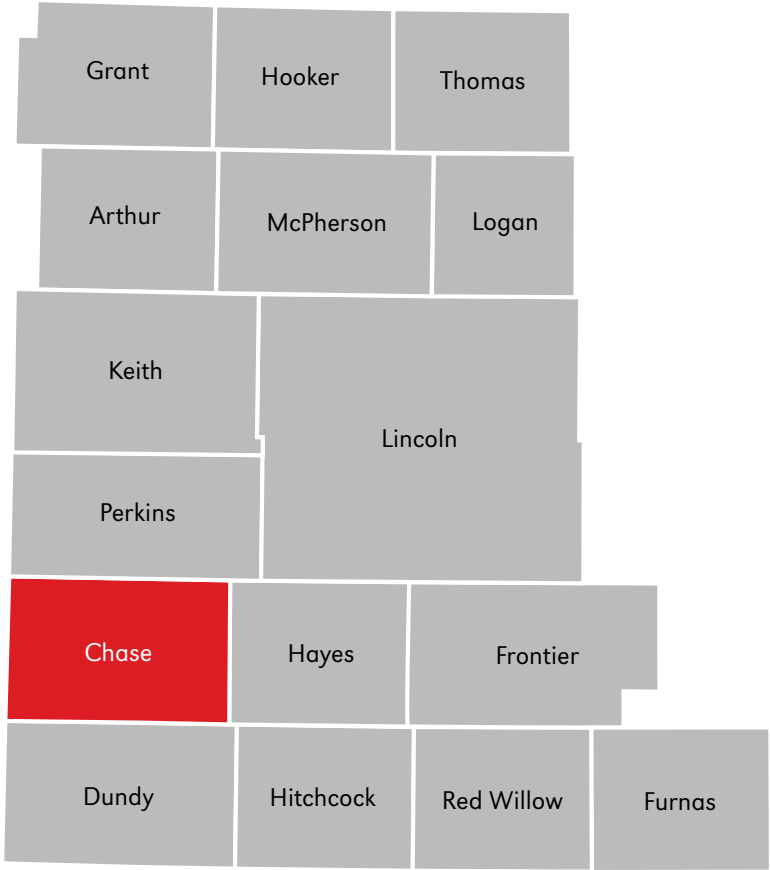 Grant
Hooker
Thomas
Arthur
McPherson
Logan
Keith
Lincoln
Perkins
Chase
Hayes
Frontier
Dundy
Hitchcock
Red Willow
Furnas